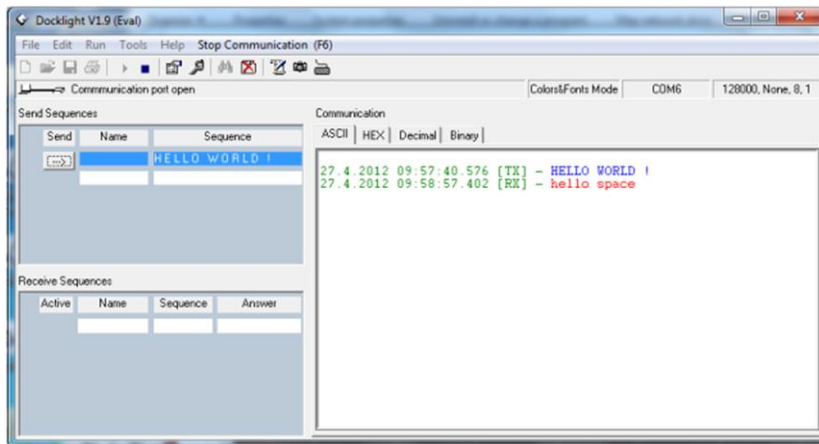 Docklight V1.9 (Eval)
File Edit Run Tools Help Stop Communication (F6)
Commmunication port open
Colors&Fonts Mode
COM6
128000, None, 8, 1
Send Sequences
Send Name Sequence
--->
HELLO WORLD !
Receive Sequences
Active Name Sequence Answer
Communication
ASCII HEX Decimal Binary
27.4.2012 09:57:40.576 [TX] - HELLO WORLD !
27.4.2012 09:58:57.402 [RX] - hello space